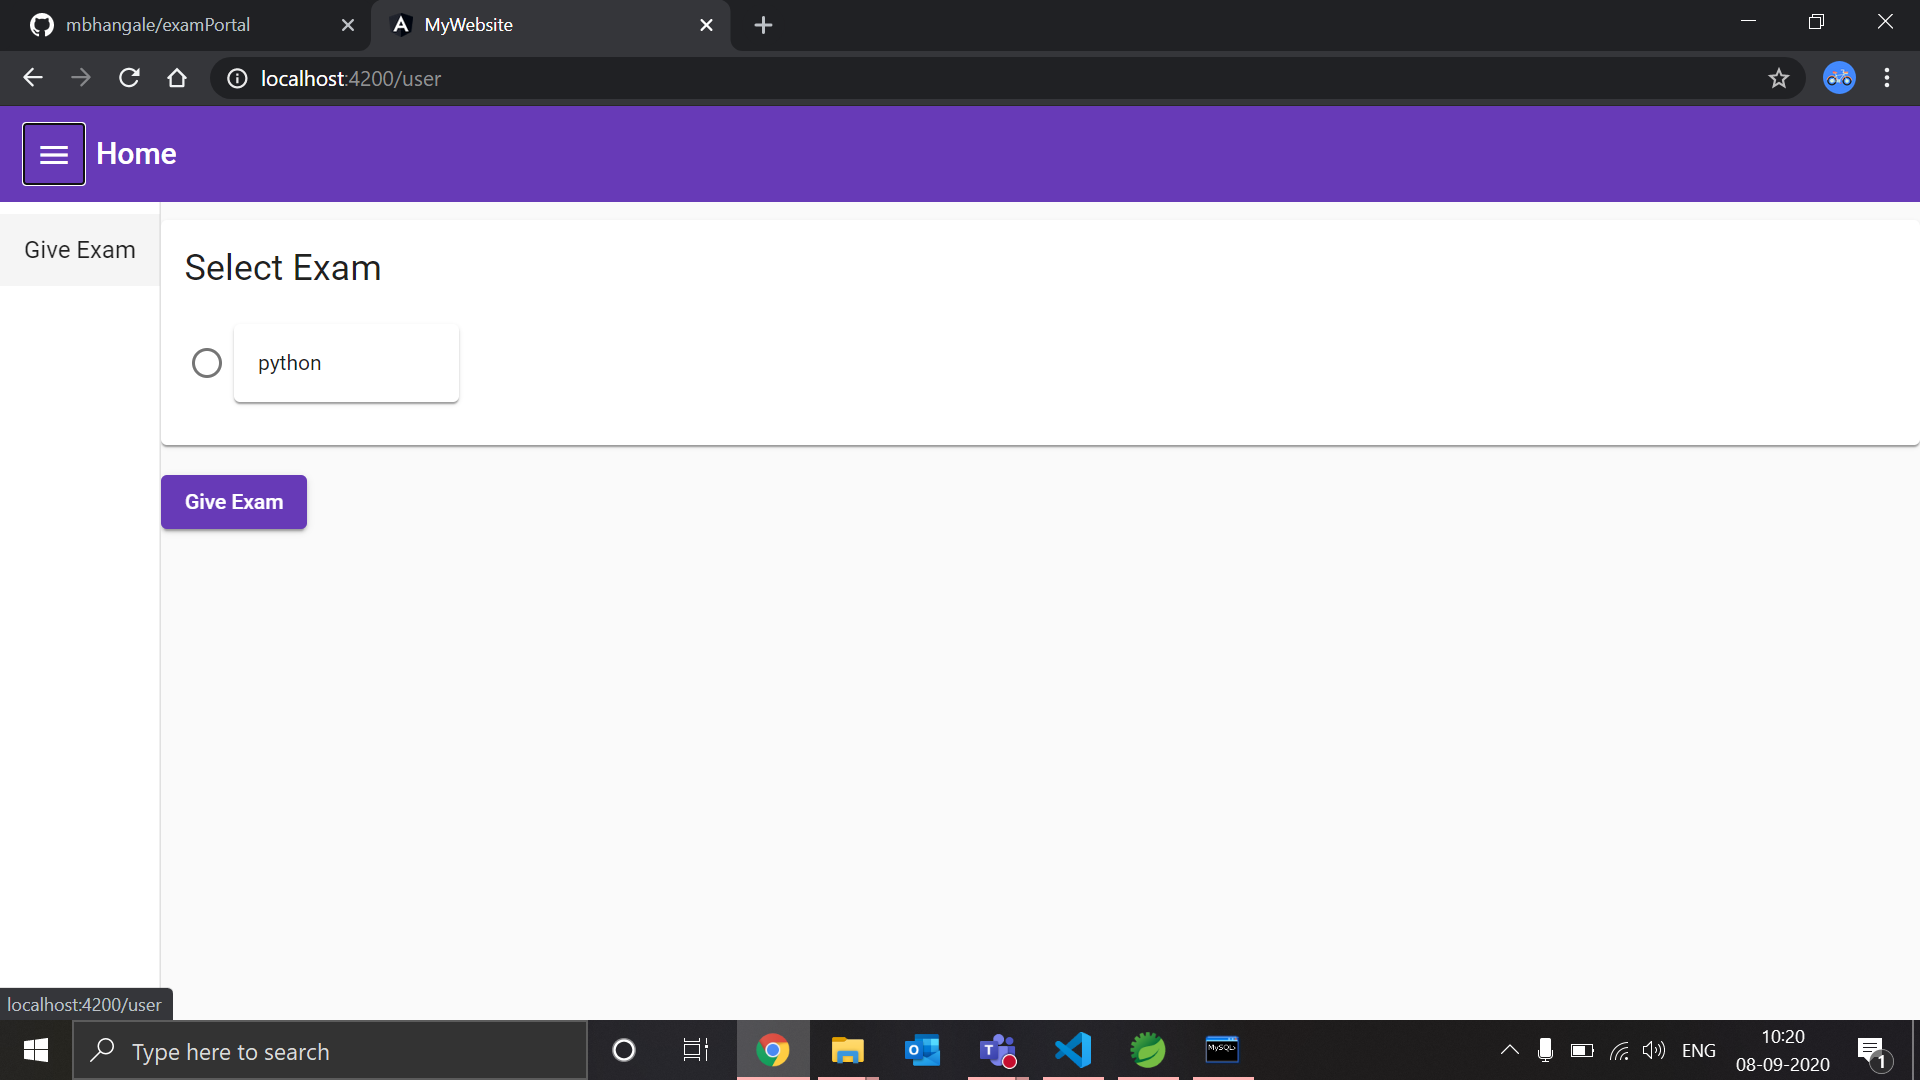 mbhangale/examPortal
MyWebsite
localhost:4200/user
Home
Give Exam
Select Exam
python
Give Exam
localhost:4200/user
Type here to search
MySQL>
ENG
10:20
08-09-2020
1